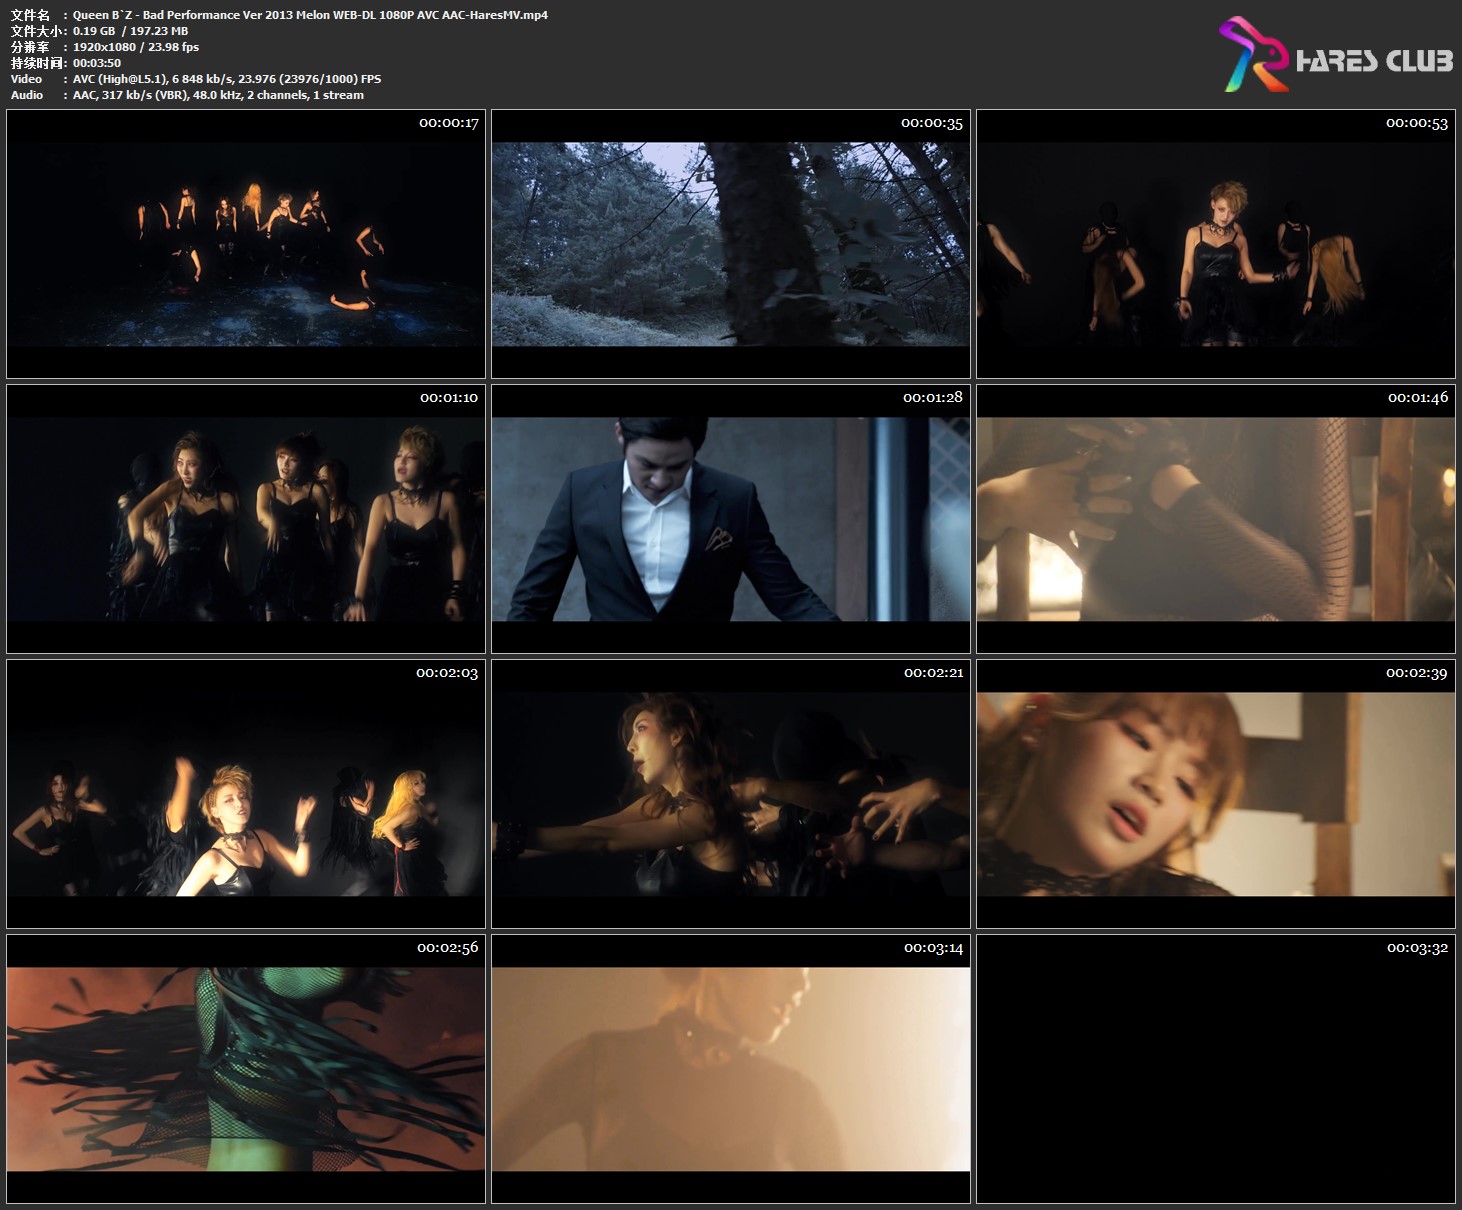 文件名 : Queen B`Z - Bad Performance Ver 2013 Melon WEB-DL 1080P AVC AAC-HaresMV.mp4
文件大小: 0.19 GB / 197.23 MB
分辨率 : 1920x1080 / 23.98 fps
持续时间: 00:03:50
Video : AVC (High@L5.1), 6 848 kb/s, 23.976 (23976/1000) FPS
Audio : AAC, 317 kb/s (VBR), 48.0 kHz, 2 channels, 1 stream
HARES CLUB
00:00:17
00:00:35
00:00:53
00:01:10
00:01:28
00:01:46
00:02:03
00:02:21
00:02:39
00:02:56
00:03:14
00:03:32